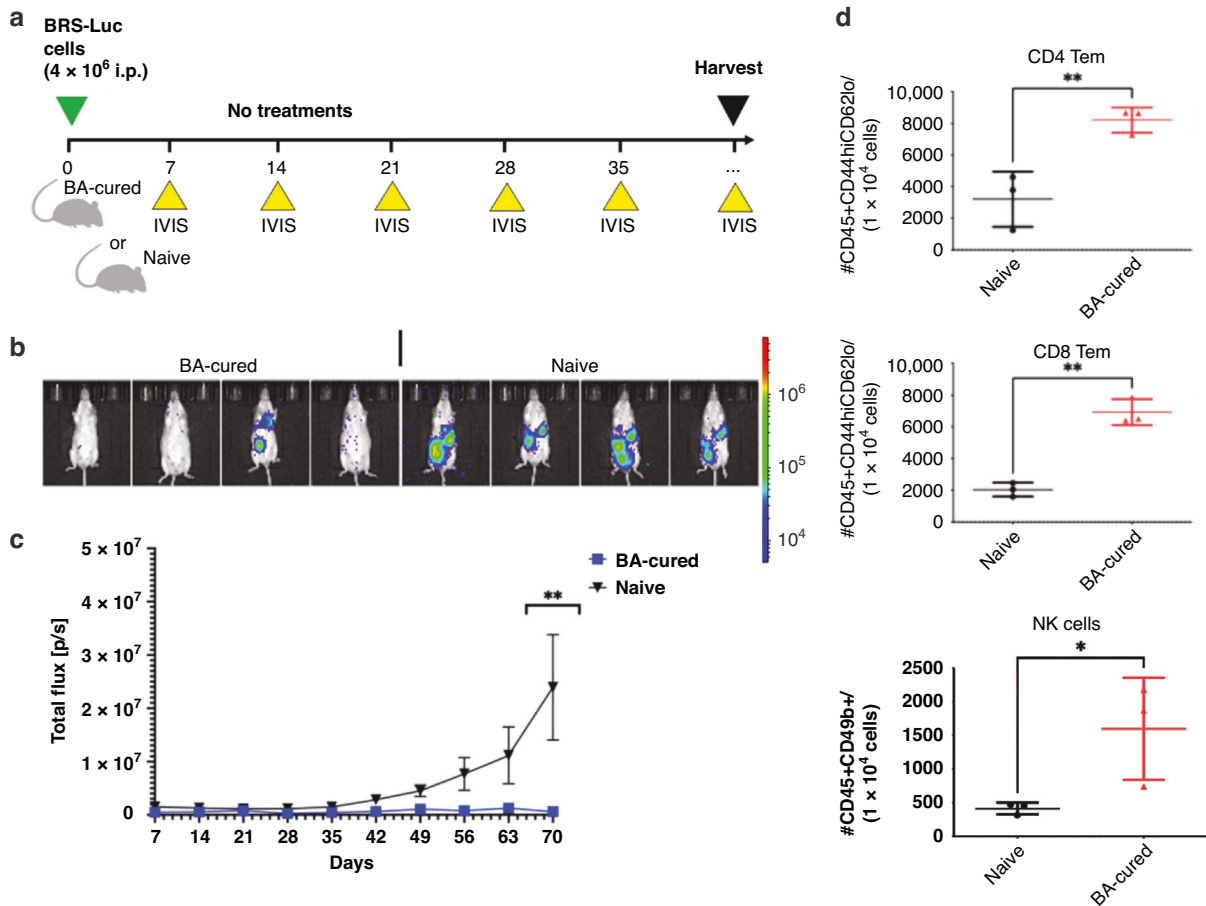 a
BRS-Luc
cells
(4 × 10⁶ i.p.)
No treatments
Harvest
0 7 14 21 28 35 ...
BA-cured
or
Naive
IVIS IVIS IVIS IVIS IVIS IVIS
b
BA-cured Naive
10⁶
10⁵
10⁴
c
5 × 10⁷
4 × 10⁷
3 × 10⁷
2 × 10⁷
1 × 10⁷
0
Total flux [p/s]
7 14 21 28 35 42 49 56 63 70
Days
BA-cured
Naive
**
d
CD4 Tem
**
10,000
8000
6000
4000
2000
0
#CD45+CD44hiCD62lo/
(1 × 10⁴ cells)
Naive
BA-cured
CD8 Tem
**
10,000
8000
6000
4000
2000
0
#CD45+CD44hiCD62lo/
(1 × 10⁴ cells)
Naive
BA-cured
NK cells
*
2500
2000
1500
1000
500
0
#CD45+CD49b+/
(1 × 10⁴ cells)
Naive
BA-cured